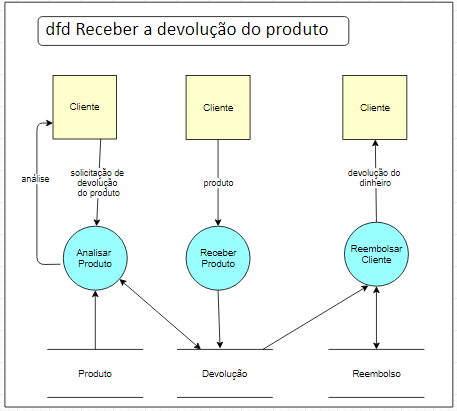 dfd Receber a devolução do produto
Cliente
Cliente
Cliente
análise
solicitação de
devolução
do produto
produto
devolução do
dinheiro
Analisar
Produto
Receber
Produto
Reembolsar
Cliente
Produto
Devolução
Reembolso